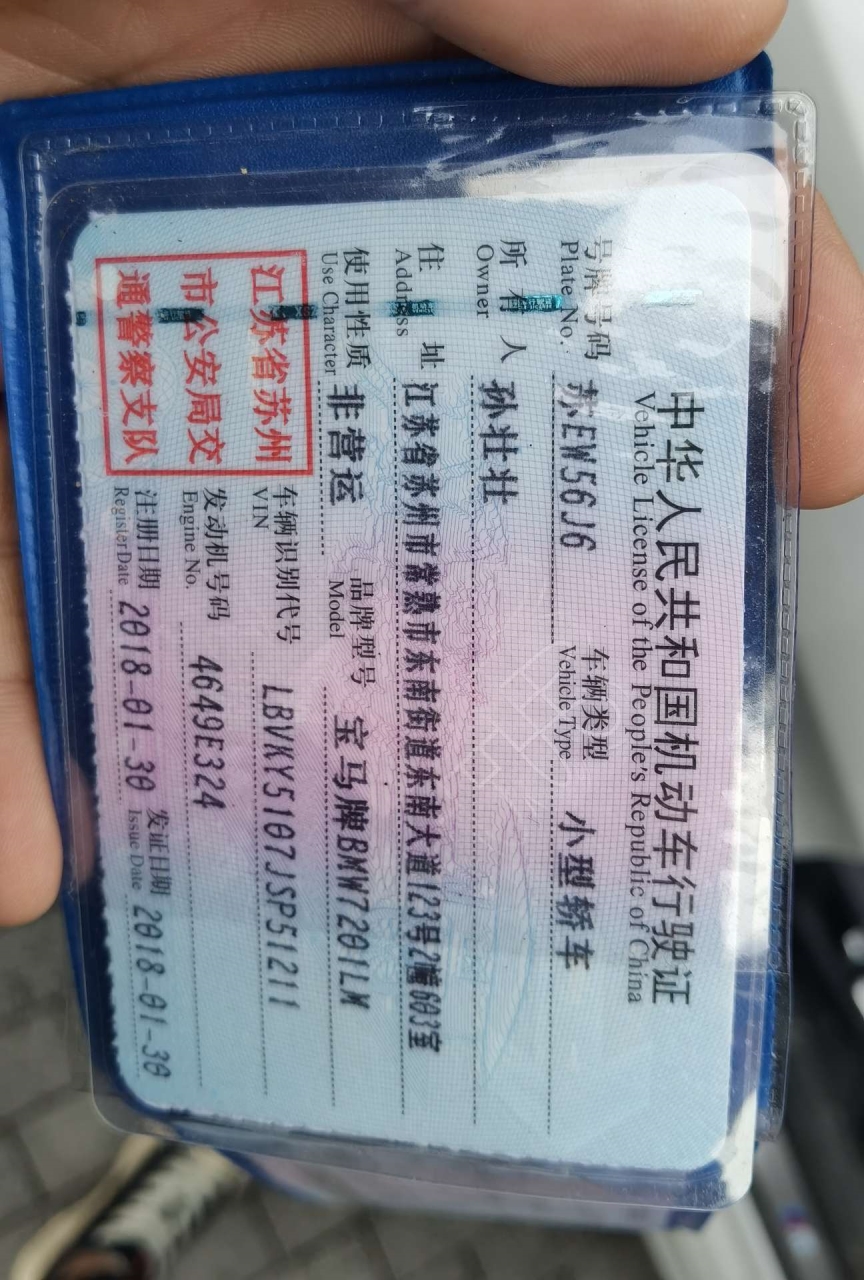 中华人民共和国机动车行驶证
Vehicle License of the People's Republic of China
号牌号码 苏EW56J6 车辆类型 小型轿车
Plate No. Vehicle Type
所有人 孙壮壮
Owner
住址 江苏省苏州市常熟市东南街道东南大道123号2幢603室
Address
使用性质 非营运 品牌型号 宝马牌BMW7201LM
Use Character Model
江苏省苏州
市公安局交
通警察支队
车辆识别代号 LBVKY5107JSP51211
VIN
发动机号码 4649E324
Engine No.
注册日期 2018-01-30 发证日期 2018-01-30
Register Date Issue Date